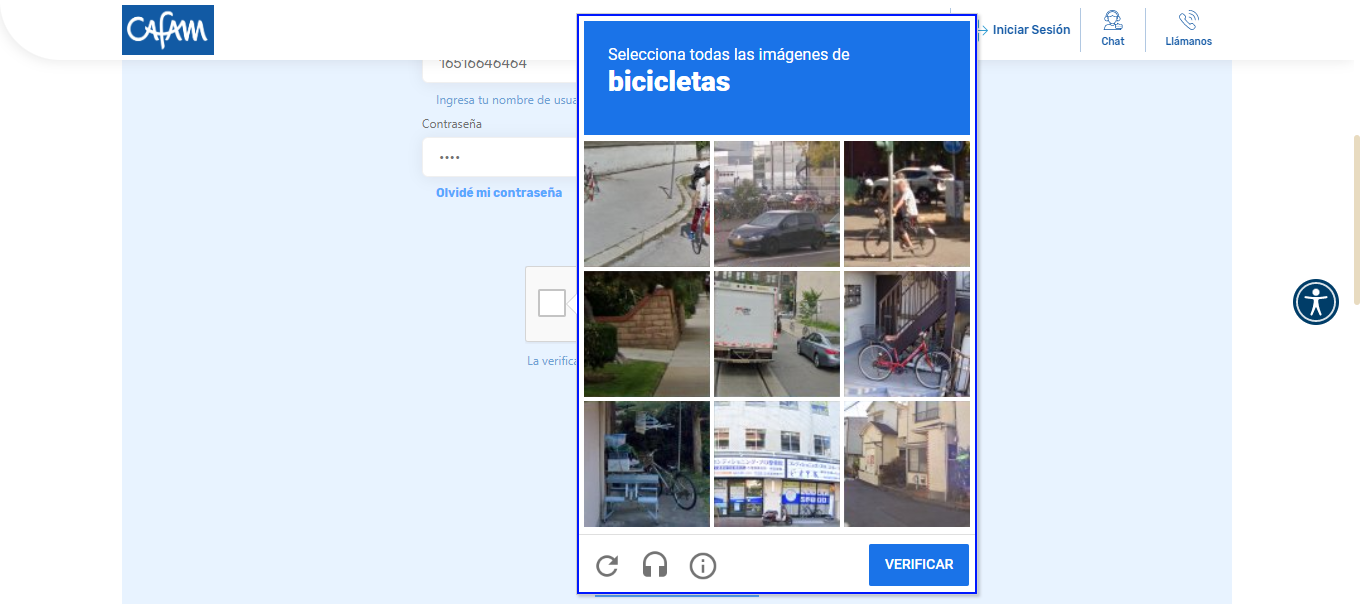 Cafam
Iniciar Sesión
Chat
Llámanos
16516646464
Ingresa tu nombre de usua
Contraseña
••••
Olvidé mi contraseña
La verifica
Selecciona todas las imágenes de
bicicletas
VERIFICAR